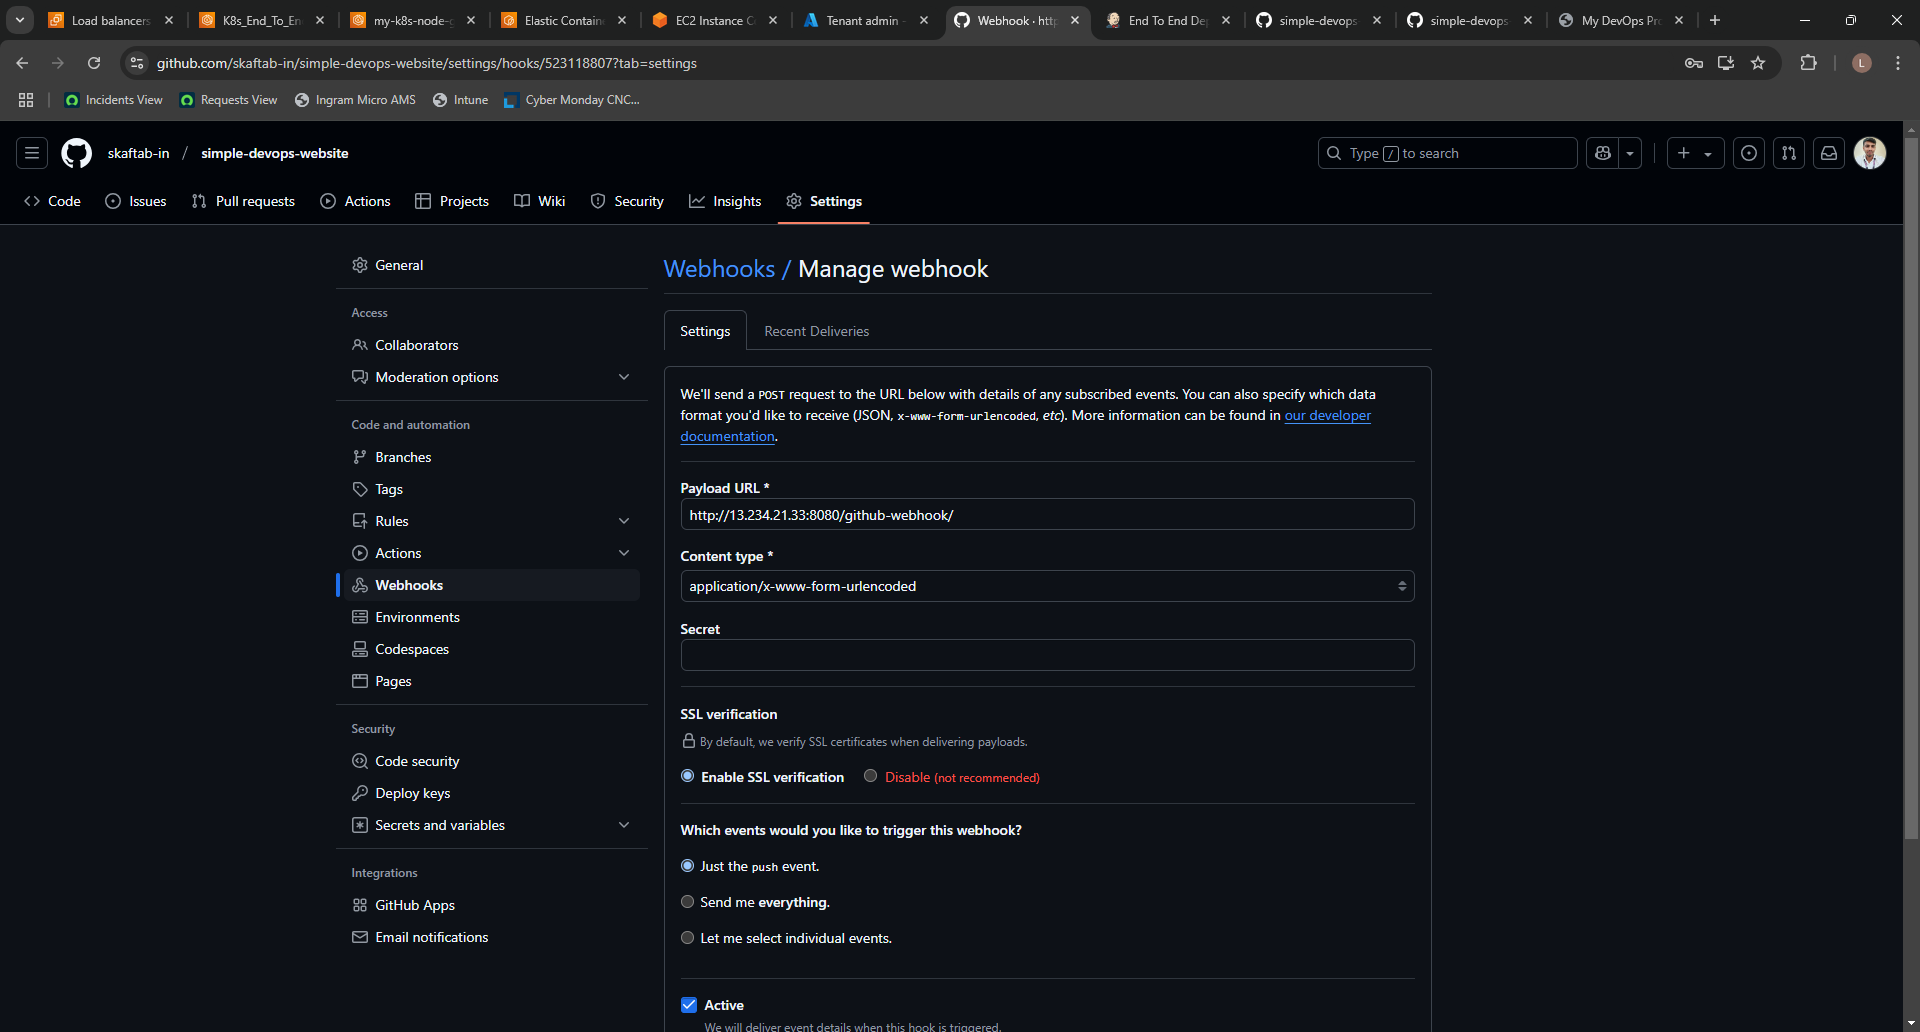 Load balancers
K8s_End_To_En
my-k8s-node-g
Elastic Contain
EC2 Instance Co
Tenant admin -
Webhook · http
End To End Dep
simple-devops-
simple-devops-
My DevOps Pro
github.com/skaftab-in/simple-devops-website/settings/hooks/523118807?tab=settings
L
Incidents View
Requests View
Ingram Micro AMS
Intune
Cyber Monday CNC...
skaftab-in / simple-devops-website
Type / to search
Code
Issues
Pull requests
Actions
Projects
Wiki
Security
Insights
Settings
General
Access
Collaborators
Moderation options
Code and automation
Branches
Tags
Rules
Actions
Webhooks
Environments
Codespaces
Pages
Security
Code security
Deploy keys
Secrets and variables
Integrations
GitHub Apps
Email notifications
Webhooks / Manage webhook
Settings
Recent Deliveries
We'll send a POST request to the URL below with details of any subscribed events. You can also specify which data
format you'd like to receive (JSON, x-www-form-urlencoded, etc). More information can be found in our developer
documentation.
Payload URL *
http://13.234.21.33:8080/github-webhook/
Content type *
application/x-www-form-urlencoded
Secret
SSL verification
By default, we verify SSL certificates when delivering payloads.
Enable SSL verification
Disable (not recommended)
Which events would you like to trigger this webhook?
Just the push event.
Send me everything.
Let me select individual events.
Active
We will deliver event details when this hook is triggered.